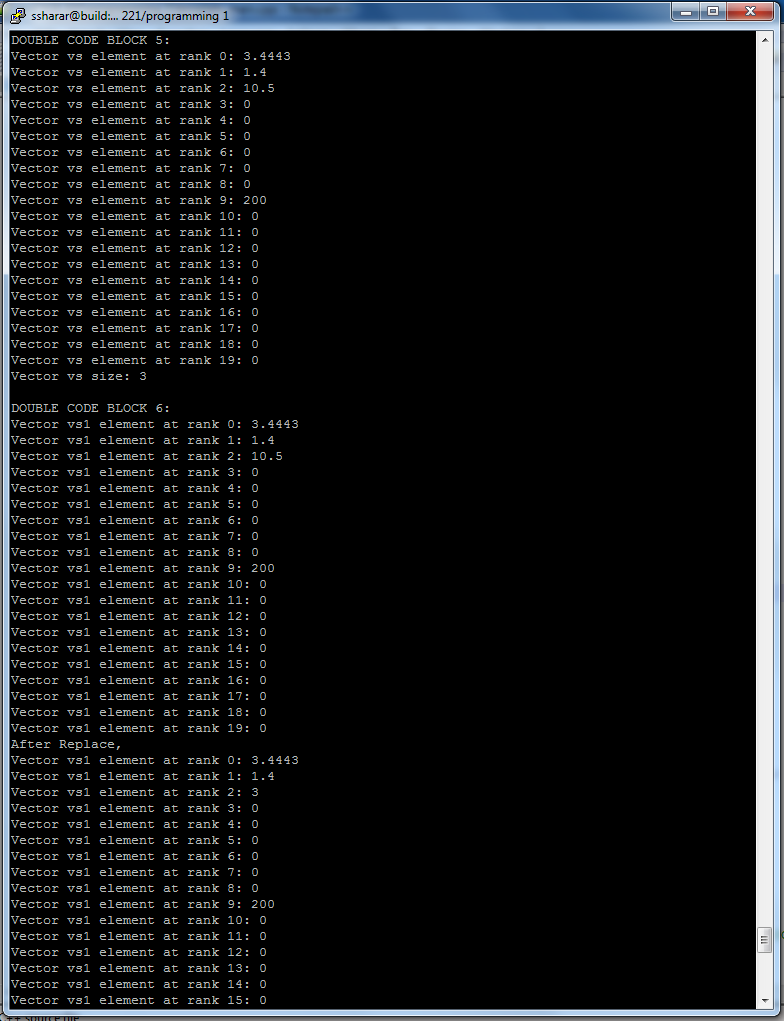 ssharar@build:... 221/programming 1
DOUBLE CODE BLOCK 5:
Vector vs element at rank 0: 3.4443
Vector vs element at rank 1: 1.4
Vector vs element at rank 2: 10.5
Vector vs element at rank 3: 0
Vector vs element at rank 4: 0
Vector vs element at rank 5: 0
Vector vs element at rank 6: 0
Vector vs element at rank 7: 0
Vector vs element at rank 8: 0
Vector vs element at rank 9: 200
Vector vs element at rank 10: 0
Vector vs element at rank 11: 0
Vector vs element at rank 12: 0
Vector vs element at rank 13: 0
Vector vs element at rank 14: 0
Vector vs element at rank 15: 0
Vector vs element at rank 16: 0
Vector vs element at rank 17: 0
Vector vs element at rank 18: 0
Vector vs element at rank 19: 0
Vector vs size: 3
DOUBLE CODE BLOCK 6:
Vector vs1 element at rank 0: 3.4443
Vector vs1 element at rank 1: 1.4
Vector vs1 element at rank 2: 10.5
Vector vs1 element at rank 3: 0
Vector vs1 element at rank 4: 0
Vector vs1 element at rank 5: 0
Vector vs1 element at rank 6: 0
Vector vs1 element at rank 7: 0
Vector vs1 element at rank 8: 0
Vector vs1 element at rank 9: 200
Vector vs1 element at rank 10: 0
Vector vs1 element at rank 11: 0
Vector vs1 element at rank 12: 0
Vector vs1 element at rank 13: 0
Vector vs1 element at rank 14: 0
Vector vs1 element at rank 15: 0
Vector vs1 element at rank 16: 0
Vector vs1 element at rank 17: 0
Vector vs1 element at rank 18: 0
Vector vs1 element at rank 19: 0
After Replace,
Vector vs1 element at rank 0: 3.4443
Vector vs1 element at rank 1: 1.4
Vector vs1 element at rank 2: 3
Vector vs1 element at rank 3: 0
Vector vs1 element at rank 4: 0
Vector vs1 element at rank 5: 0
Vector vs1 element at rank 6: 0
Vector vs1 element at rank 7: 0
Vector vs1 element at rank 8: 0
Vector vs1 element at rank 9: 200
Vector vs1 element at rank 10: 0
Vector vs1 element at rank 11: 0
Vector vs1 element at rank 12: 0
Vector vs1 element at rank 13: 0
Vector vs1 element at rank 14: 0
Vector vs1 element at rank 15: 0